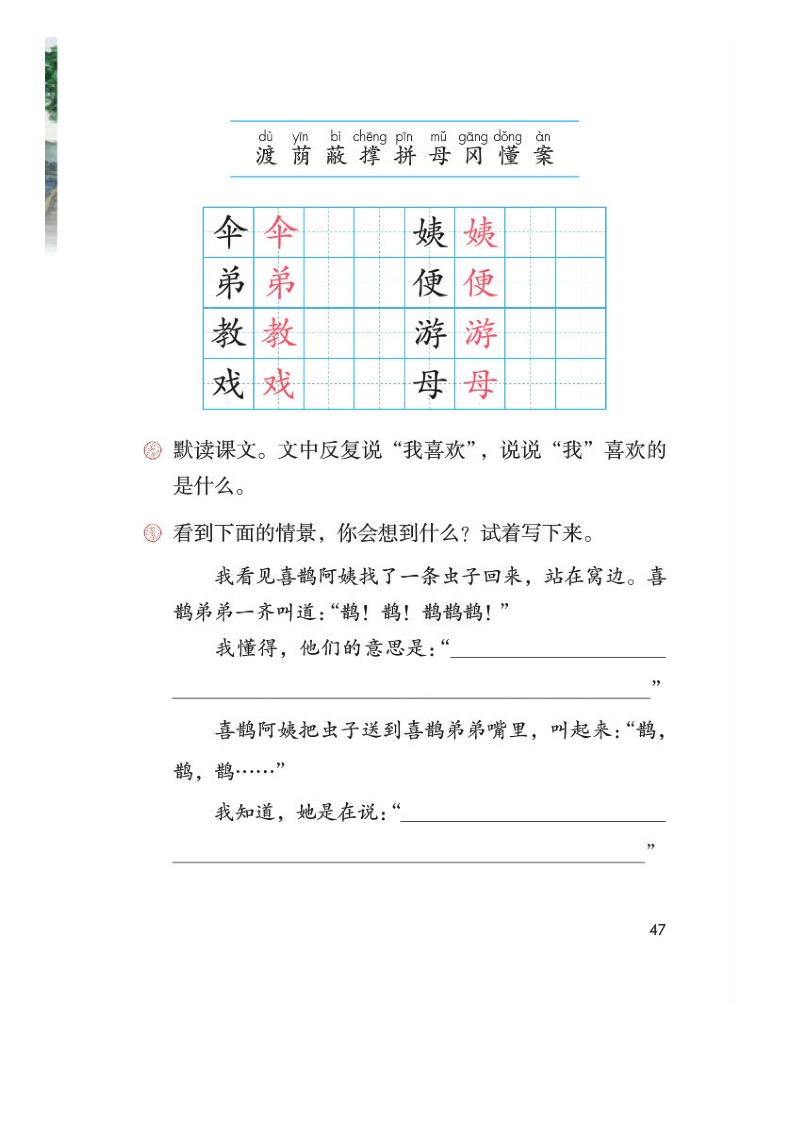 dù yīn bì chēng pīn mǔ gāng dǒng àn
渡 荫 蔽 撑 拼 母 冈 懂 案
伞 伞 姨 姨
弟 弟 便 便
教 教 游 游
戏 戏 母 母
默读课文。文中反复说“我喜欢”，说说“我”喜欢的
是什么。
看到下面的情景，你会想到什么？试着写下来。
我看见喜鹊阿姨找了一条虫子回来，站在窝边。喜
鹊弟弟一齐叫道：“鹊！鹊！鹊鹊鹊！”
我懂得，他们的意思是：“
”
喜鹊阿姨把虫子送到喜鹊弟弟嘴里，叫起来：“鹊，
鹊，鹊……”
我知道，她是在说：“
”
47